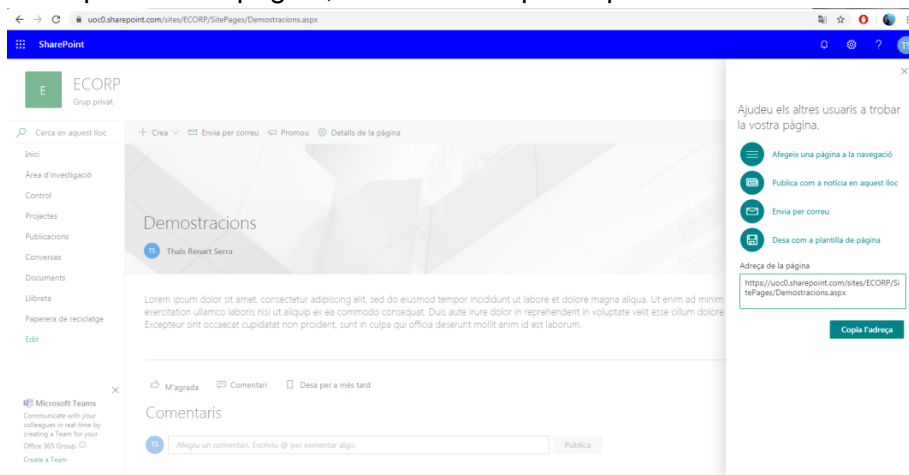 uoc0.sharepoint.com/sites/ECORP/SitePages/Demostracions.aspx
SharePoint
TS
E
ECORP
Grup privat
Cerca en aquest lloc
Crea
Envia per correu
Promou
Detalls de la pàgina
Inici
Àrea d'investigació
Control
Projectes
Publicacions
Converses
Documents
Llibreta
Paperera de reciclatge
Edit
Demostracions
TS
Thaís Renart Serra
Lorem ipsum dolor sit amet, consectetur adipiscing elit, sed do eiusmod tempor incididunt ut labore et dolore magna aliqua. Ut enim ad minim
exercitation ullamco laboris nisi ut aliquip ex ea commodo consequat. Duis aute irure dolor in reprehenderit in voluptate velit esse cillum dolore
Excepteur sint occaecat cupidatat non proident, sunt in culpa qui officia deserunt mollit anim id est laborum.
M'agrada
Comentari
Desa per a més tard
Comentaris
TS
Afegiu un comentari. Escriviu @ per esmentar algú.
Publica
Microsoft Teams
Communicate with your
colleagues in real time by
creating a Team for your
Office 365 Group.
Create a Team
Ajudeu els altres usuaris a trobar
la vostra pàgina.
Afegeix una pàgina a la navegació
Publica com a notícia en aquest lloc
Envia per correu
Desa com a plantilla de pàgina
Adreça de la pàgina
https://uoc0.sharepoint.com/sites/ECORP/Si
tePages/Demostracions.aspx
Copia l'adreça